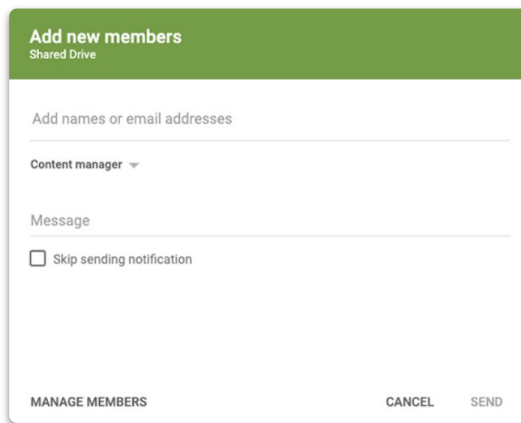 Add new members
Shared Drive
Add names or email addresses
Content manager
Message
Skip sending notification
MANAGE MEMBERS CANCEL SEND